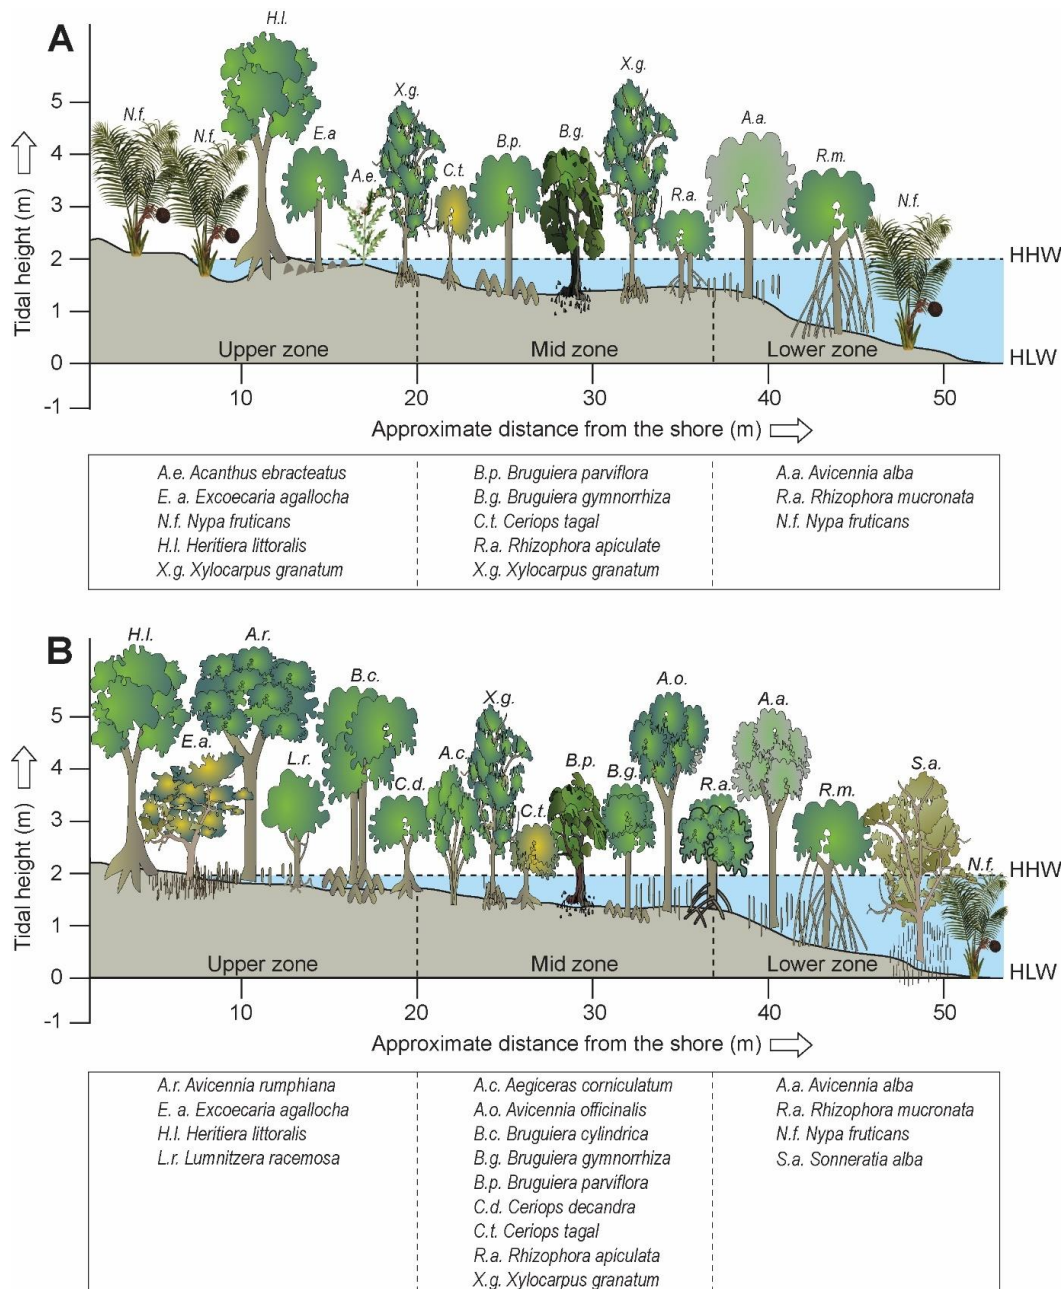 A
H.l.
N.f.
N.f.
E.a
A.e.
X.g.
C.t.
B.p.
B.g.
X.g.
R.a.
A.a.
R.m.
N.f.
Tidal height (m)
5
4
3
2
1
0
-1
HHW
HLW
Upper zone
Mid zone
Lower zone
10
20
30
40
50
Approximate distance from the shore (m)
A.e. Acanthus ebracteatus
E. a. Excoecaria agallocha
N.f. Nypa fruticans
H.l. Heritiera littoralis
X.g. Xylocarpus granatum
B.p. Bruguiera parviflora
B.g. Bruguiera gymnorrhiza
C.t. Ceriops tagal
R.a. Rhizophora apiculate
X.g. Xylocarpus granatum
A.a. Avicennia alba
R.a. Rhizophora mucronata
N.f. Nypa fruticans
B
H.l.
E.a.
A.r.
L.r.
B.c.
C.d.
A.c.
X.g.
C.t.
B.p.
B.g.
A.o.
R.a.
A.a.
R.m.
S.a.
N.f.
Tidal height (m)
5
4
3
2
1
0
-1
HHW
HLW
Upper zone
Mid zone
Lower zone
10
20
30
40
50
Approximate distance from the shore (m)
A.r. Avicennia rumphiana
E. a. Excoecaria agallocha
H.l. Heritiera littoralis
L.r. Lumnitzera racemosa
A.c. Aegiceras corniculatum
A.o. Avicennia officinalis
B.c. Bruguiera cylindrica
B.g. Bruguiera gymnorrhiza
B.p. Bruguiera parviflora
C.d. Ceriops decandra
C.t. Ceriops tagal
R.a. Rhizophora apiculata
X.g. Xylocarpus granatum
A.a. Avicennia alba
R.a. Rhizophora mucronata
N.f. Nypa fruticans
S.a. Sonneratia alba